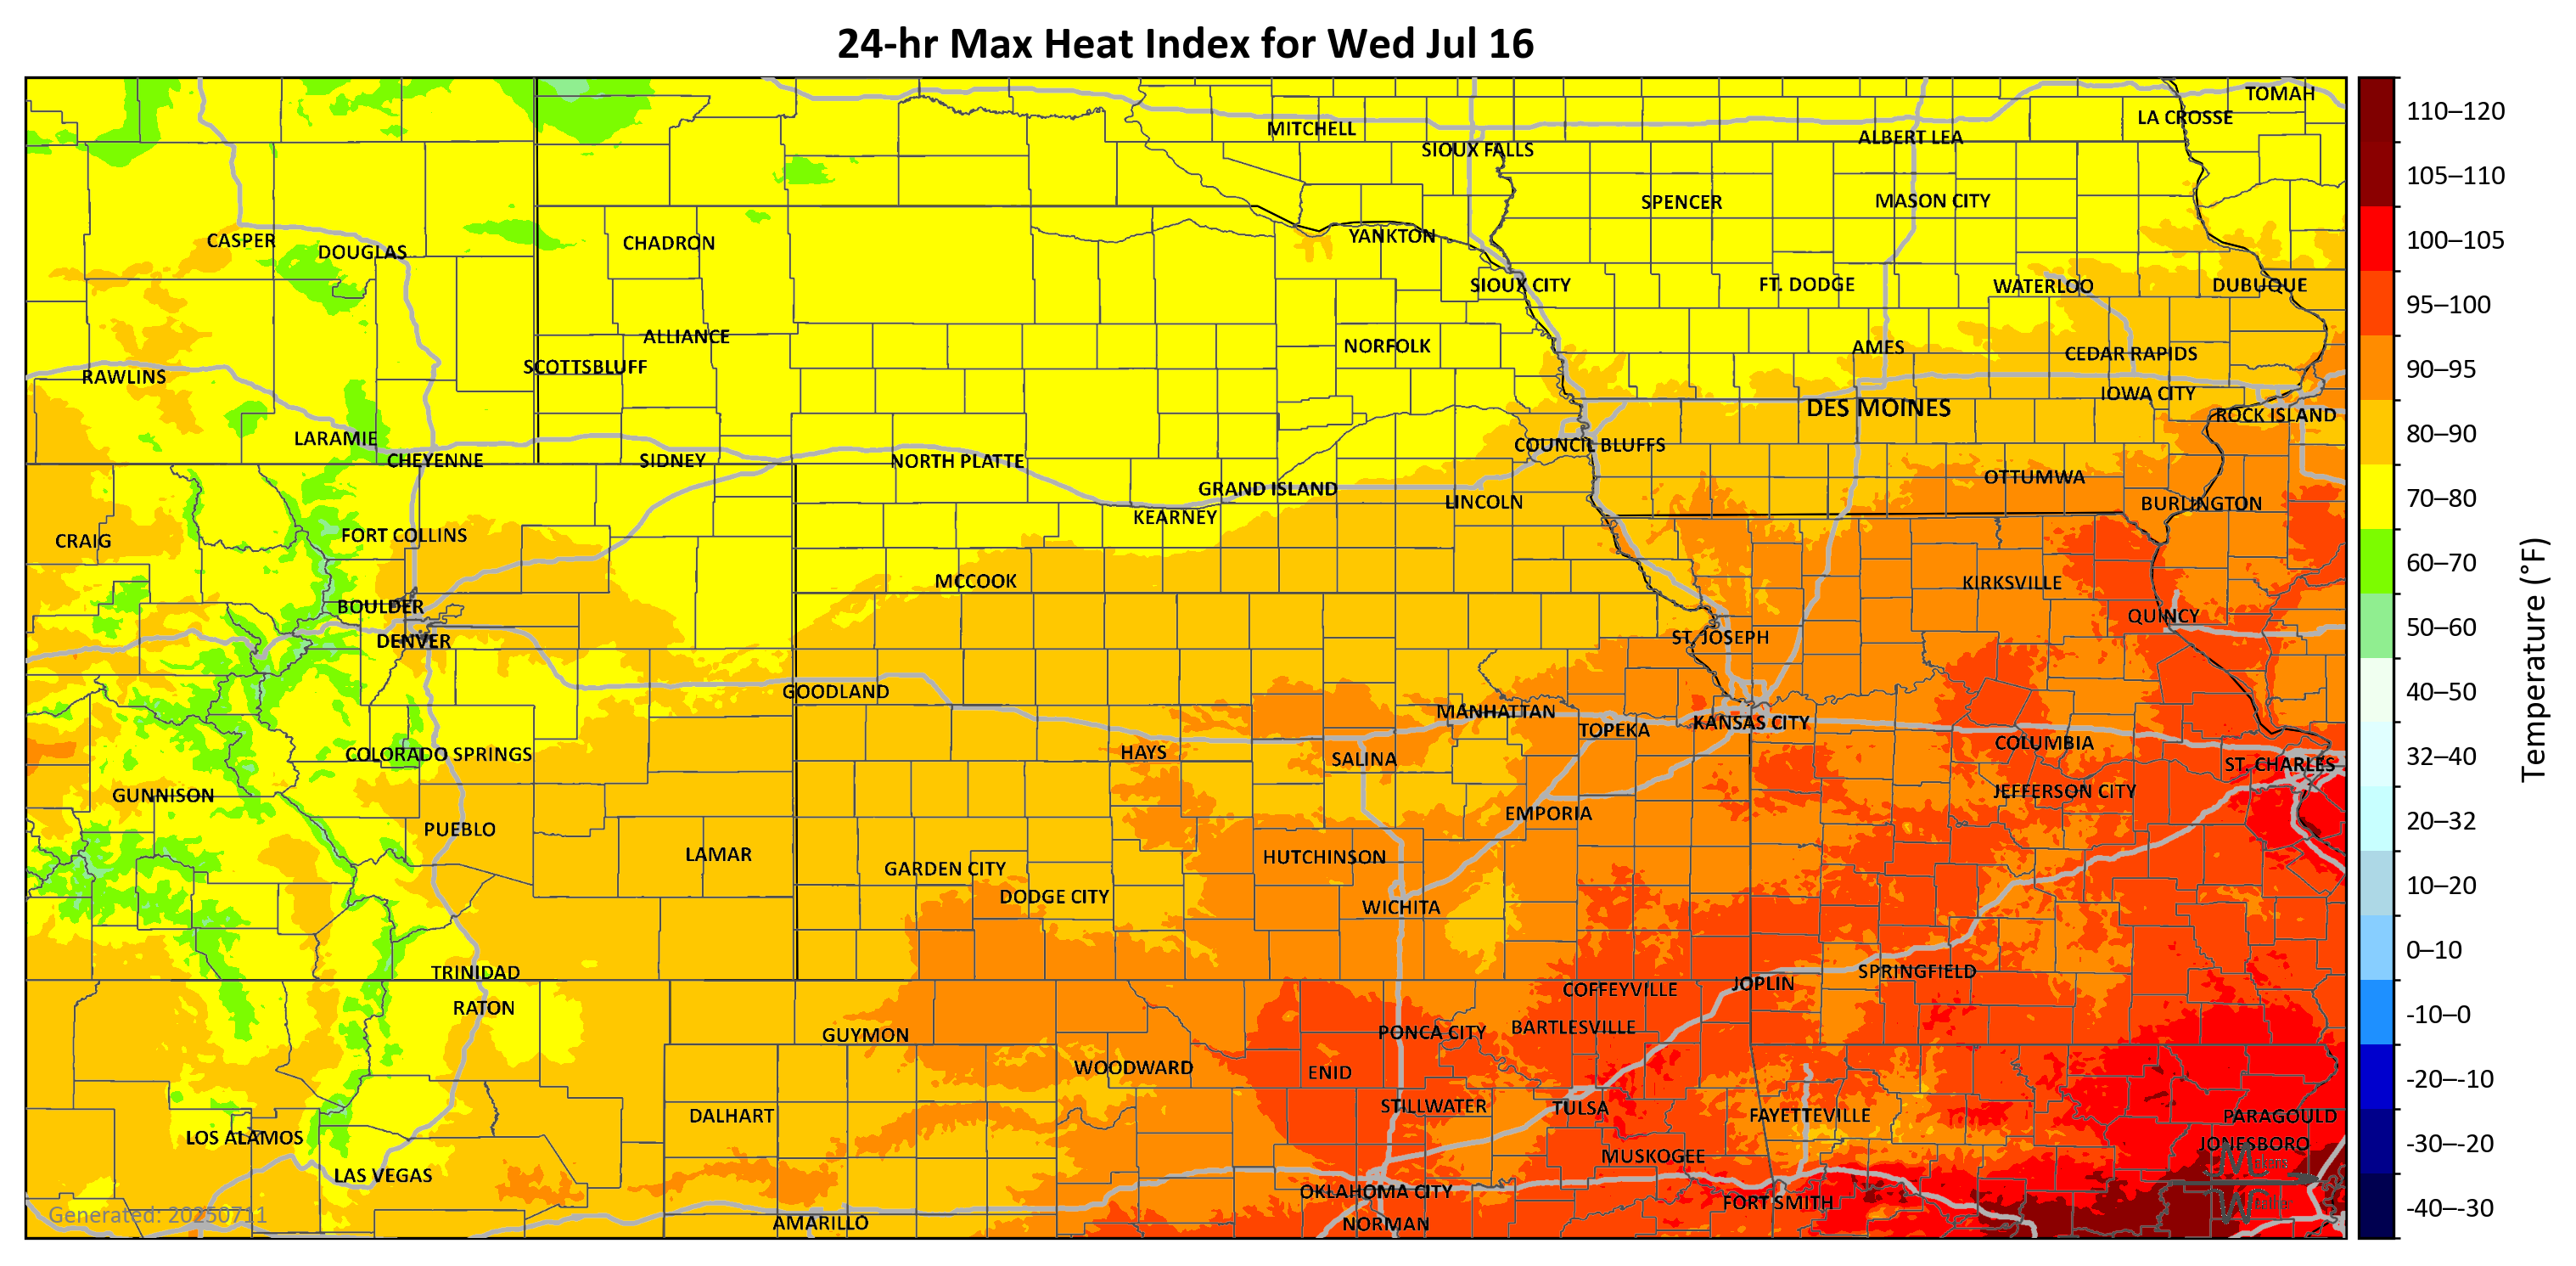 24-hr Max Heat Index for Wed Jul 16
TOMAH
LA CROSSE
MITCHELL
ALBERT LEA
SIOUX FALLS
SPENCER
MASON CITY
CASPER
DOUGLAS
CHADRON
YANKTON
SIOUX CITY
FT. DODGE
WATERLOO
DUBUQUE
ALLIANCE
NORFOLK
AMES
CEDAR RAPIDS
SCOTTSBLUFF
RAWLINS
IOWA CITY
DES MOINES
ROCK ISLAND
LARAMIE
COUNCIL BLUFFS
CHEYENNE
SIDNEY
NORTH PLATTE
OTTUMWA
GRAND ISLAND
LINCOLN
BURLINGTON
KEARNEY
CRAIG
FORT COLLINS
MCCOOK
KIRKSVILLE
BOULDER
QUINCY
DENVER
ST. JOSEPH
GOODLAND
MANHATTAN
TOPEKA
KANSAS CITY
COLORADO SPRINGS
HAYS
SALINA
COLUMBIA
ST. CHARLES
GUNNISON
JEFFERSON CITY
EMPORIA
PUEBLO
LAMAR
HUTCHINSON
GARDEN CITY
DODGE CITY
WICHITA
TRINIDAD
SPRINGFIELD
JOPLIN
COFFEYVILLE
RATON
GUYMON
PONCA CITY
BARTLESVILLE
WOODWARD
ENID
STILLWATER
TULSA
DALHART
FAYETTEVILLE
PARAGOULD
LOS ALAMOS
JONESBORO
MUSKOGEE
LAS VEGAS
OKLAHOMA CITY
FORT SMITH
Generated: 20250711
AMARILLO
NORMAN
110–120
105–110
100–105
95–100
90–95
80–90
70–80
60–70
50–60
40–50
32–40
20–32
10–20
0–10
-10–0
-20–-10
-30–-20
-40–-30
Temperature (°F)